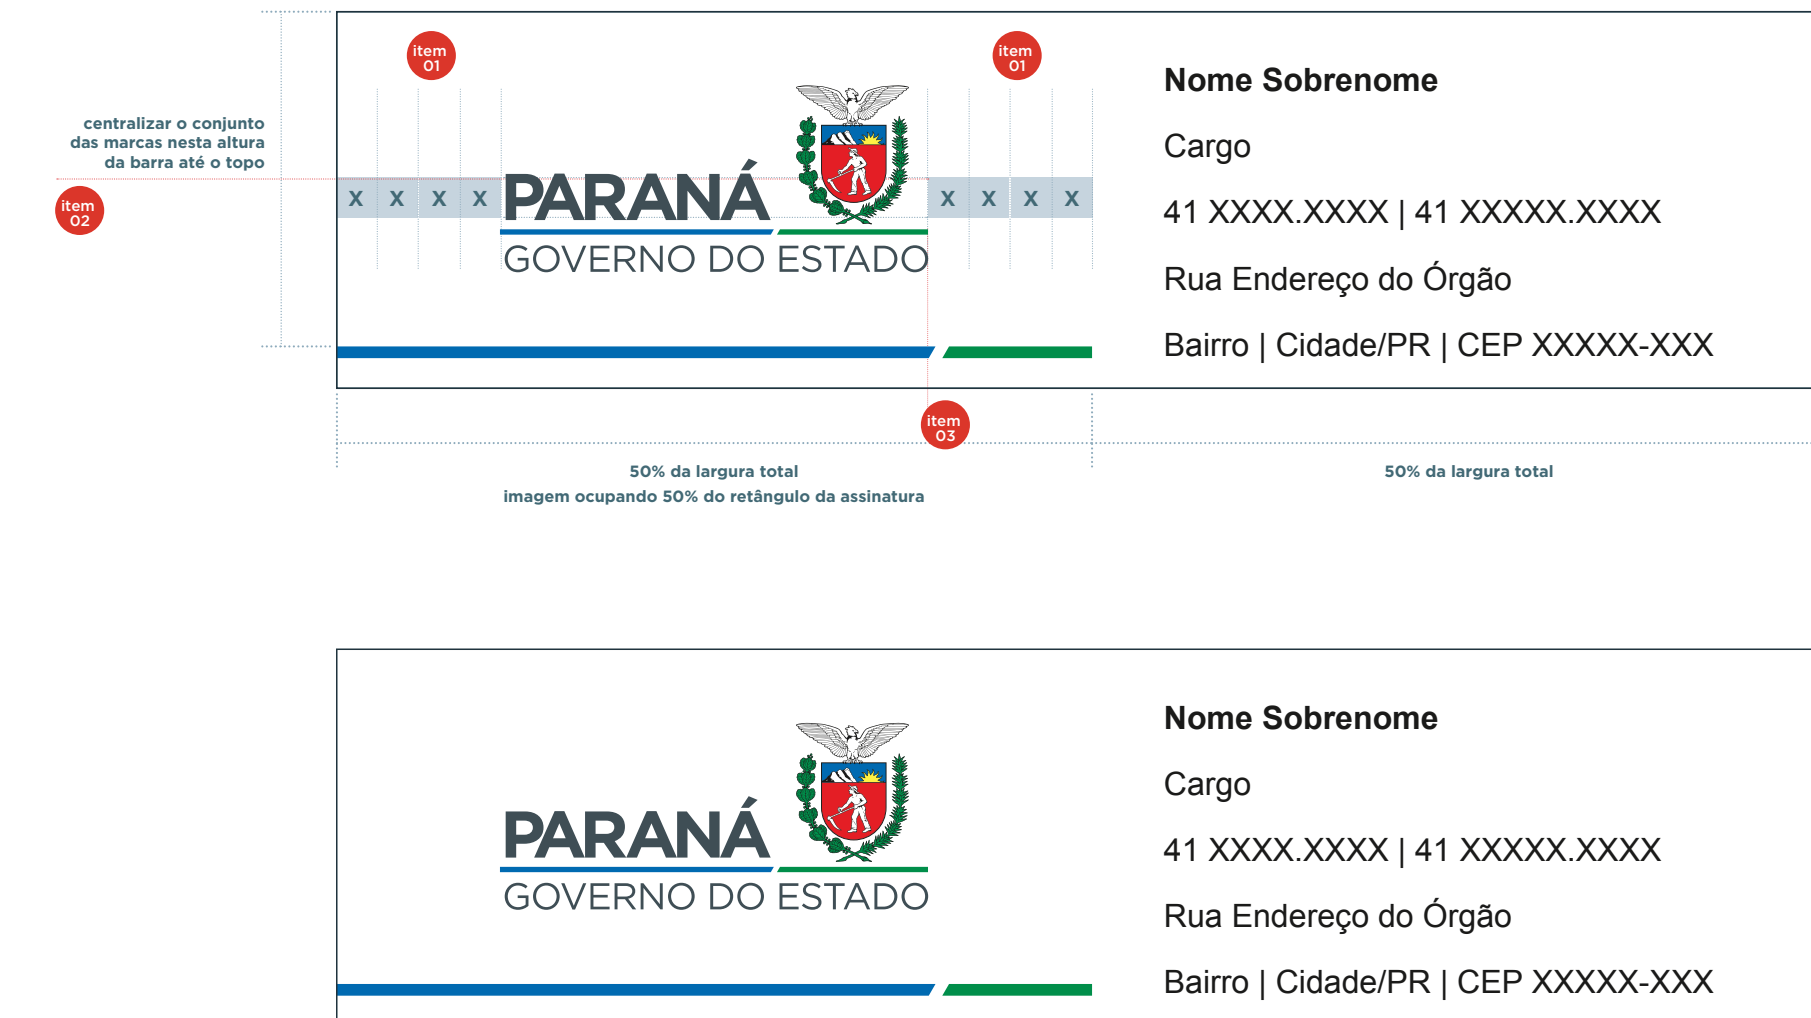 item
01
item
01
centralizar o conjunto
das marcas nesta altura
da barra até o topo
item
02
X X X X
PARANÁ
X X X X
GOVERNO DO ESTADO
Nome Sobrenome
Cargo
41 XXXX.XXXX | 41 XXXXX.XXXX
Rua Endereço do Órgão
Bairro | Cidade/PR | CEP XXXXX-XXX
item
03
50% da largura total
imagem ocupando 50% do retângulo da assinatura
50% da largura total
PARANÁ
GOVERNO DO ESTADO
Nome Sobrenome
Cargo
41 XXXX.XXXX | 41 XXXXX.XXXX
Rua Endereço do Órgão
Bairro | Cidade/PR | CEP XXXXX-XXX